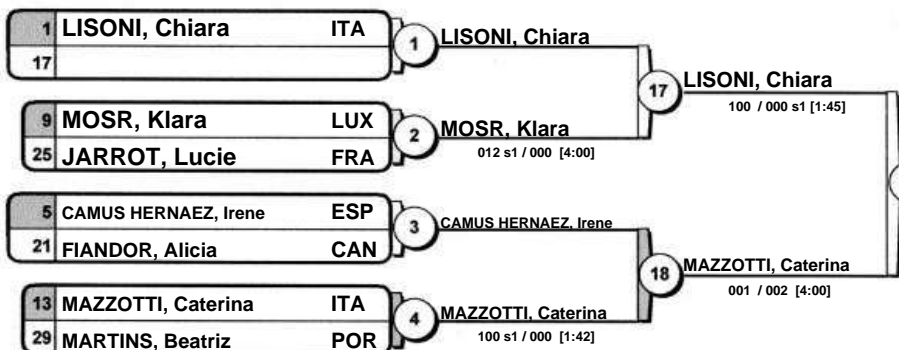 1 LISONI, Chiara ITA
17
1 LISONI, Chiara
9 MOSR, Klara LUX
25 JARROT, Lucie FRA
2 MOSR, Klara
012 s1 / 000 [4:00]
17 LISONI, Chiara
100 / 000 s1 [1:45]
5 CAMUS HERNAEZ, Irene ESP
21 FIANDOR, Alicia CAN
3 CAMUS HERNAEZ, Irene
13 MAZZOTTI, Caterina ITA
29 MARTINS, Beatriz POR
4 MAZZOTTI, Caterina
100 s1 / 000 [1:42]
18 MAZZOTTI, Caterina
001 / 002 [4:00]